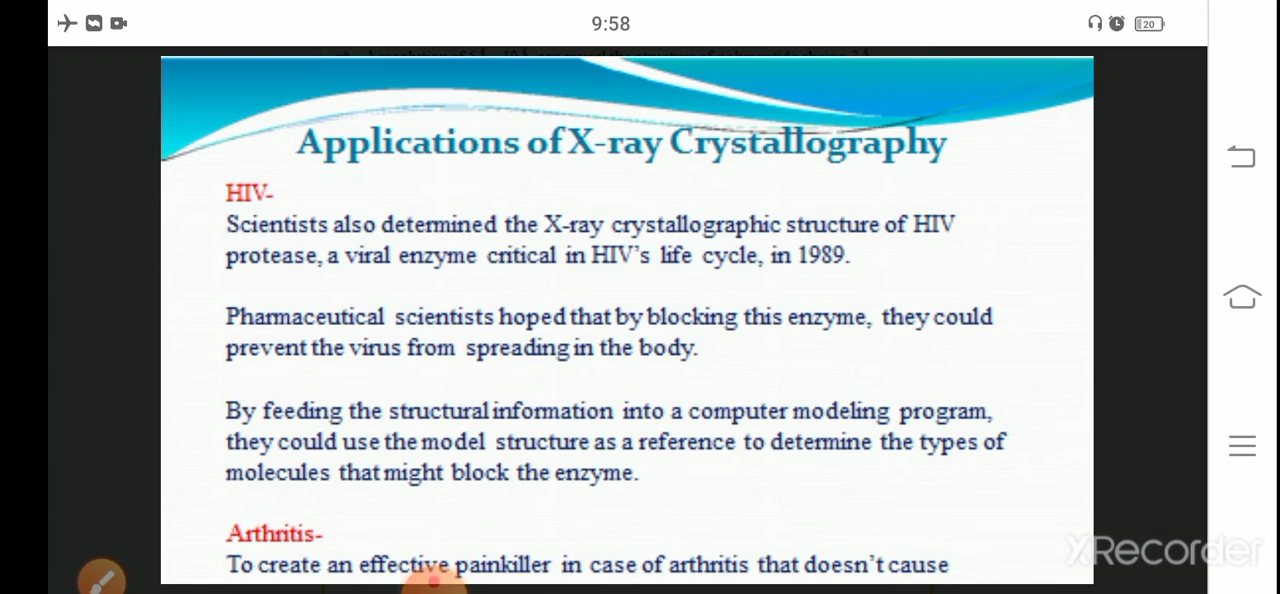 9:58
20
Applications of X-ray Crystallography
HIV-
Scientists also determined the X-ray crystallographic structure of HIV
protease, a viral enzyme critical in HIV's life cycle, in 1989.
Pharmaceutical scientists hoped that by blocking this enzyme, they could
prevent the virus from spreading in the body.
By feeding the structural information into a computer modeling program,
they could use the model structure as a reference to determine the types of
molecules that might block the enzyme.
Arthritis-
To create an effective painkiller in case of arthritis that doesn't cause
XRecorder